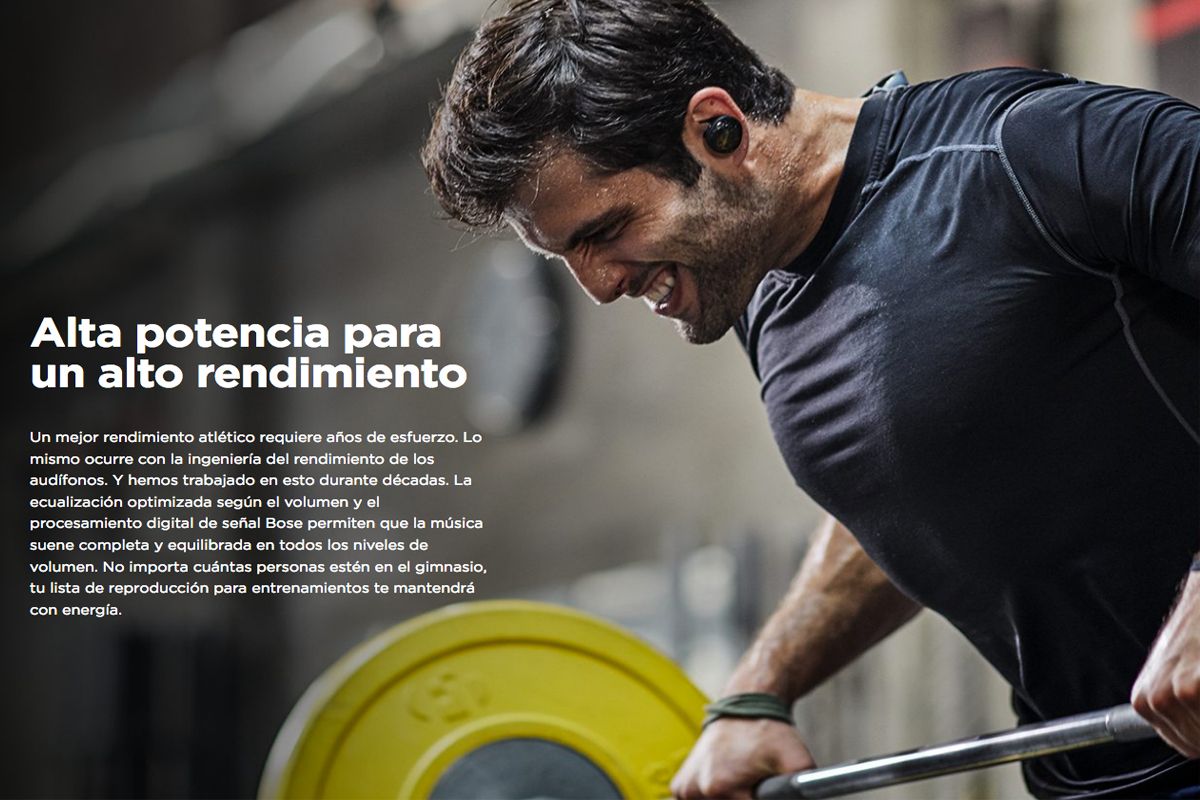 Alta potencia para
un alto rendimiento
Un mejor rendimiento atlético requiere años de esfuerzo. Lo
mismo ocurre con la ingeniería del rendimiento de los
audífonos. Y hemos trabajado en esto durante décadas. La
ecualización optimizada según el volumen y el
procesamiento digital de señal Bose permiten que la música
suene completa y equilibrada en todos los niveles de
volumen. No importa cuántas personas estén en el gimnasio,
tu lista de reproducción para entrenamientos te mantendrá
con energía.